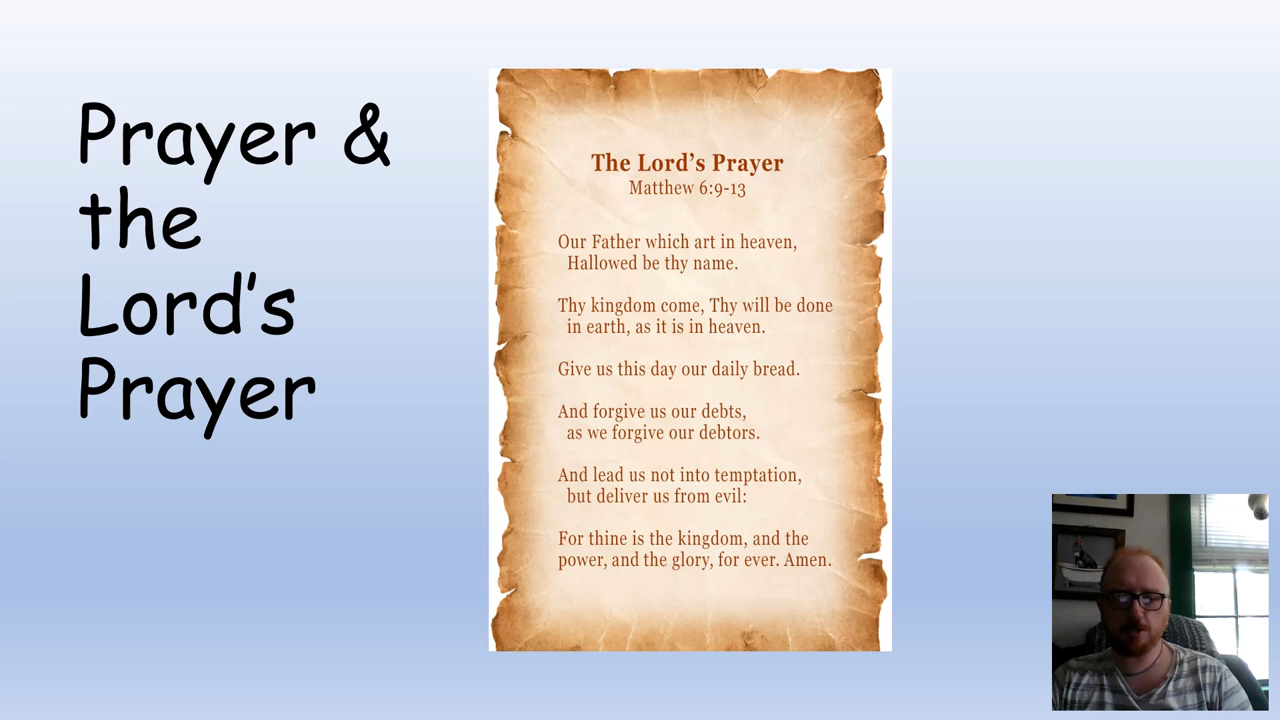 Prayer &
the
Lord's
Prayer
The Lord’s Prayer
Matthew 6:9-13
Our Father which art in heaven,
Hallowed be thy name.
Thy kingdom come, Thy will be done
in earth, as it is in heaven.
Give us this day our daily bread.
And forgive us our debts,
as we forgive our debtors.
And lead us not into temptation,
but deliver us from evil:
For thine is the kingdom, and the
power, and the glory, for ever. Amen.